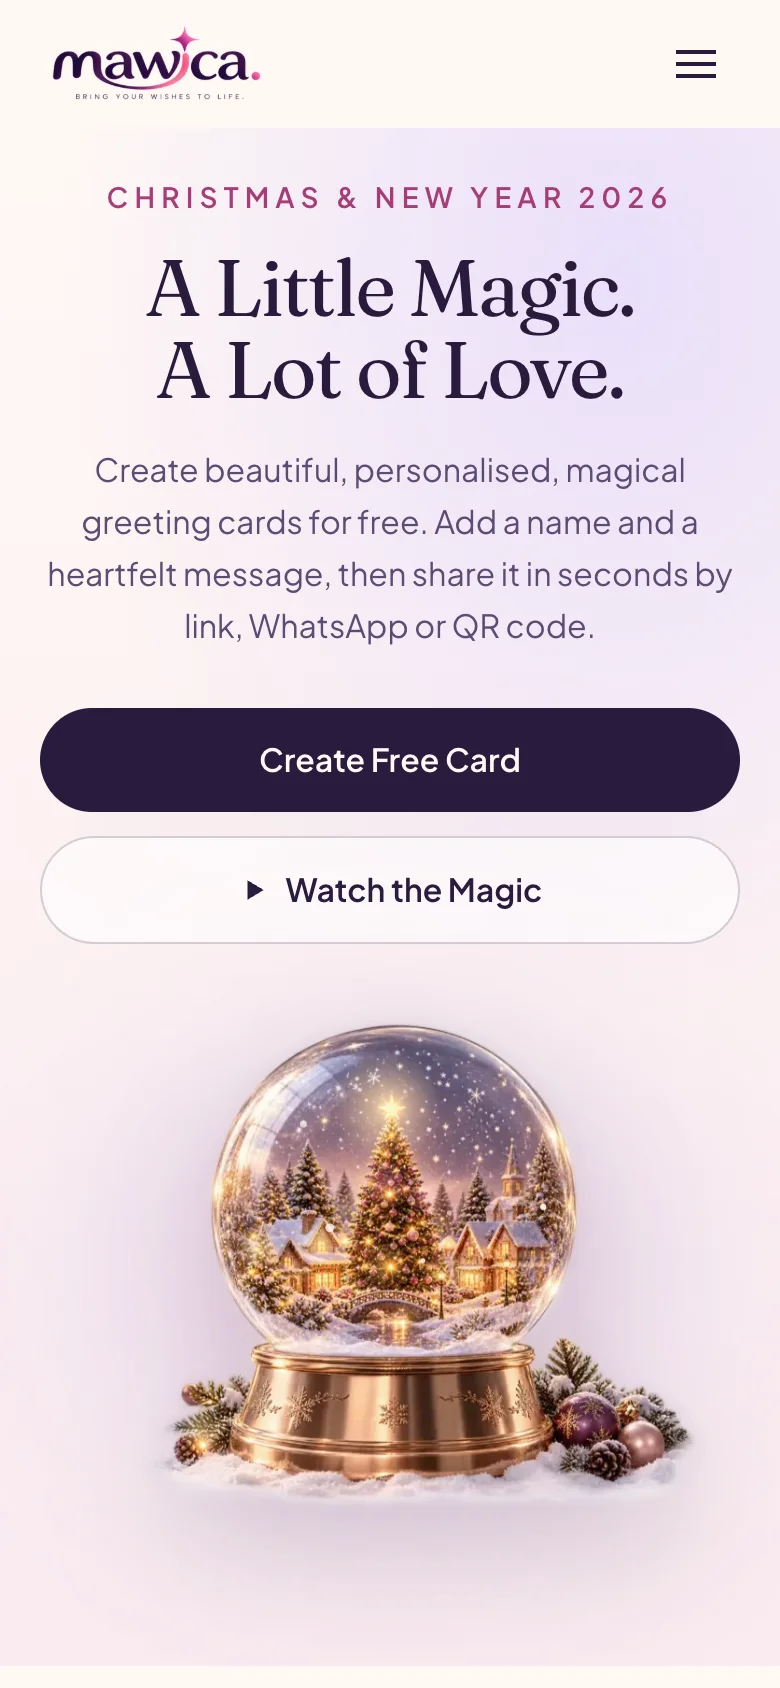 mawica.
BRING YOUR WISHES TO LIFE.
CHRISTMAS & NEW YEAR 2026
A Little Magic.
A Lot of Love.
Create beautiful, personalised, magical
greeting cards for free. Add a name and a
heartfelt message, then share it in seconds by
link, WhatsApp or QR code.
Create Free Card
Watch the Magic